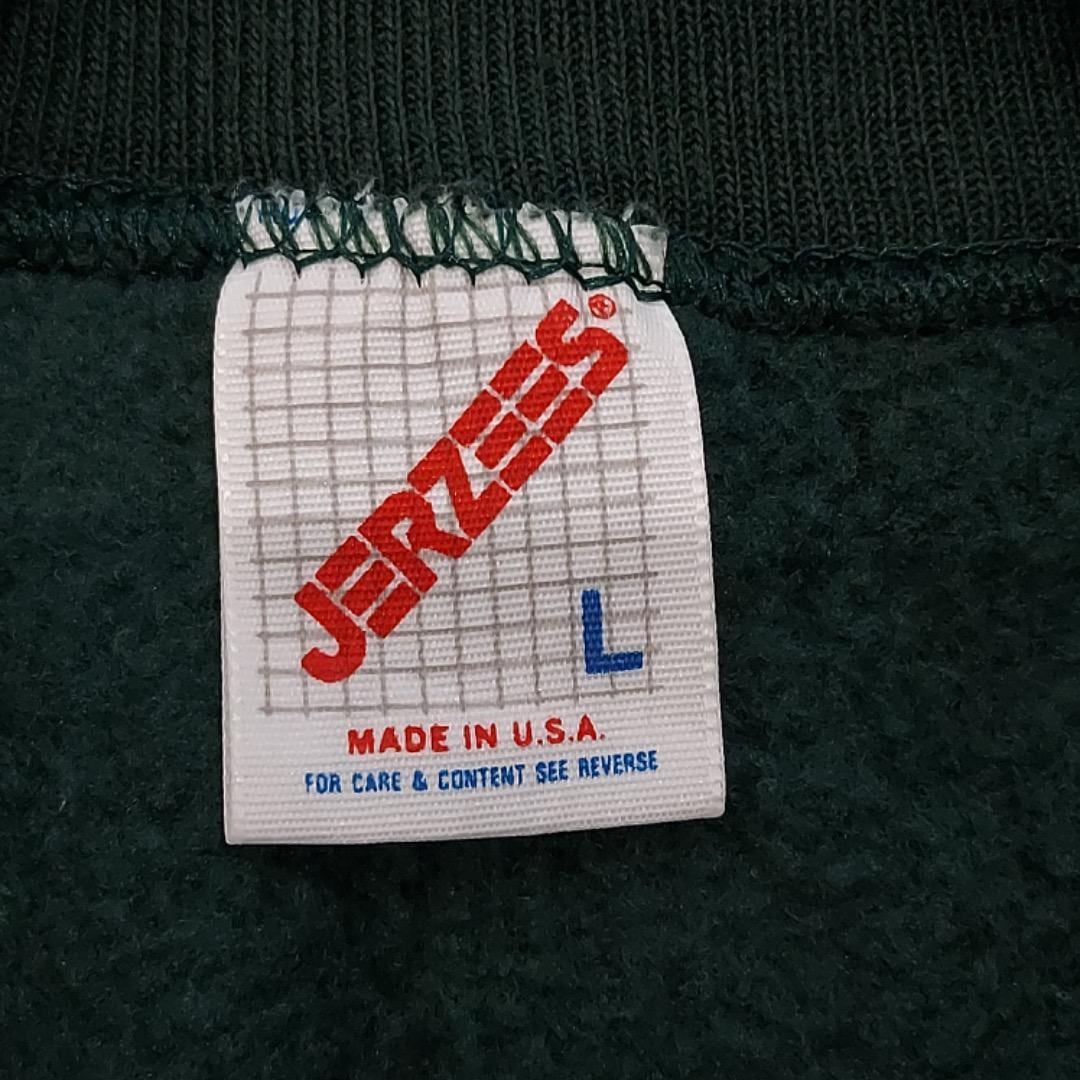 JERZEES®
L
MADE IN U.S.A.
FOR CARE & CONTENT SEE REVERSE